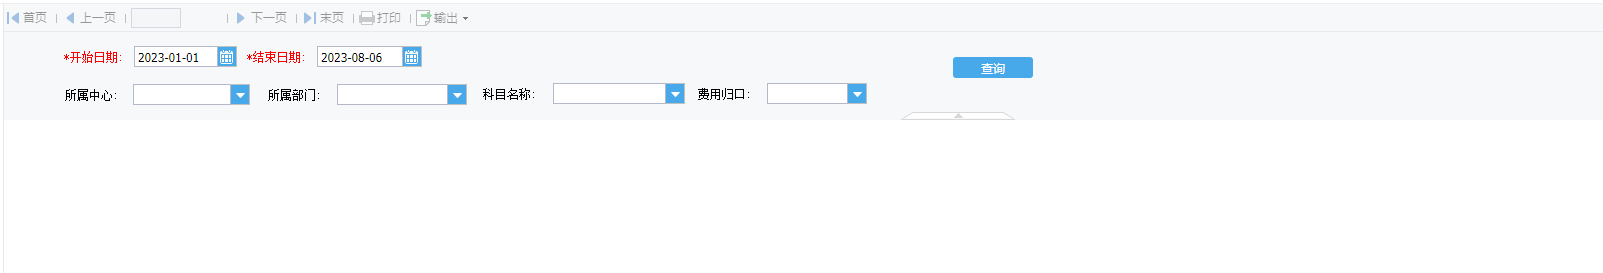 首页 上一页 下一页 末页 打印 输出
*开始日期： 2023-01-01 *结束日期： 2023-08-06
查询
所属中心： 所属部门： 科目名称： 费用归口：